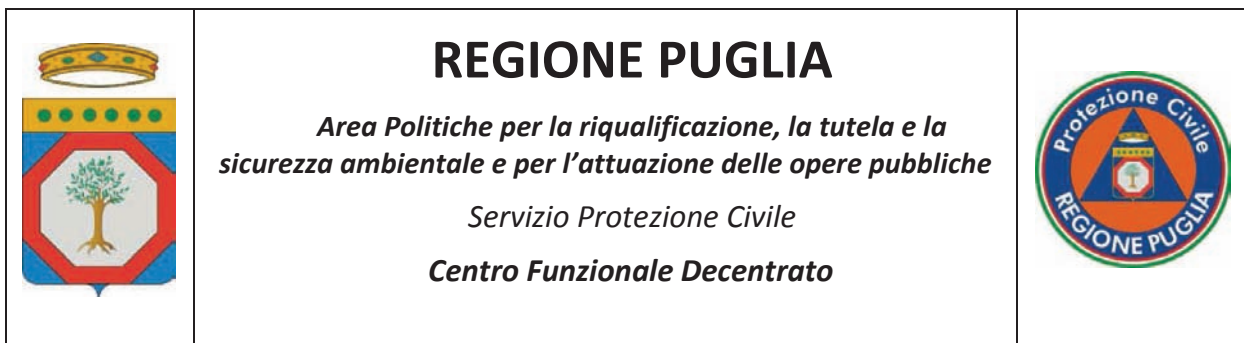 REGIONE PUGLIA
Area Politiche per la riqualificazione, la tutela e la
sicurezza ambientale e per l’attuazione delle opere pubbliche
Servizio Protezione Civile
Centro Funzionale Decentrato
Protezione Civile
REGIONE PUGLIA